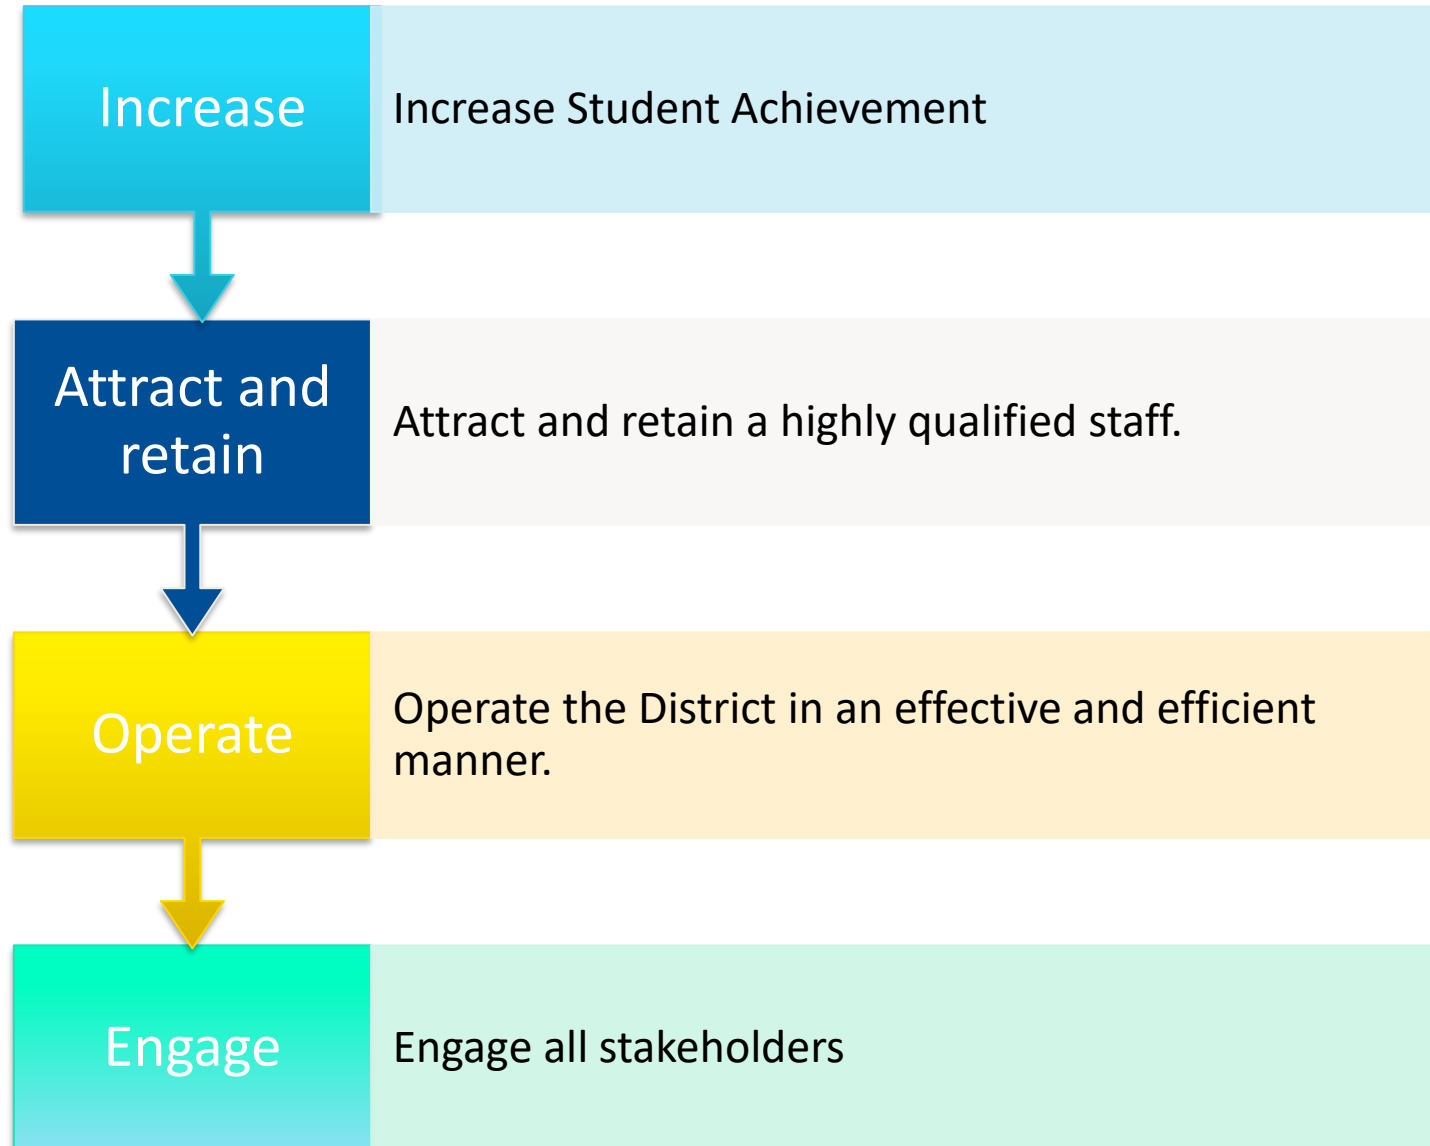 Increase
Increase Student Achievement
Attract and
retain
Attract and retain a highly qualified staff.
Operate
Operate the District in an effective and efficient
manner.
Engage
Engage all stakeholders